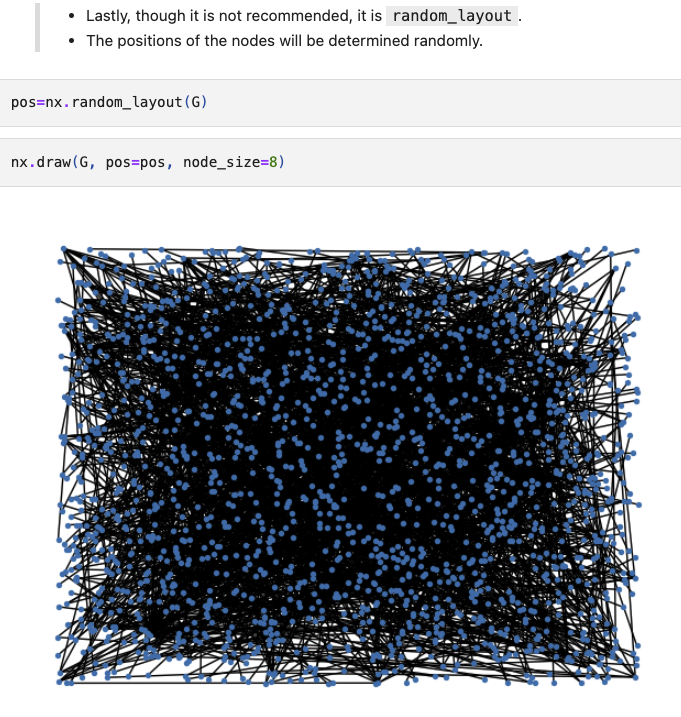 Lastly, though it is not recommended, it is random_layout .
The positions of the nodes will be determined randomly.
pos=nx.random_layout(G)
nx.draw(G, pos=pos, node_size=8)